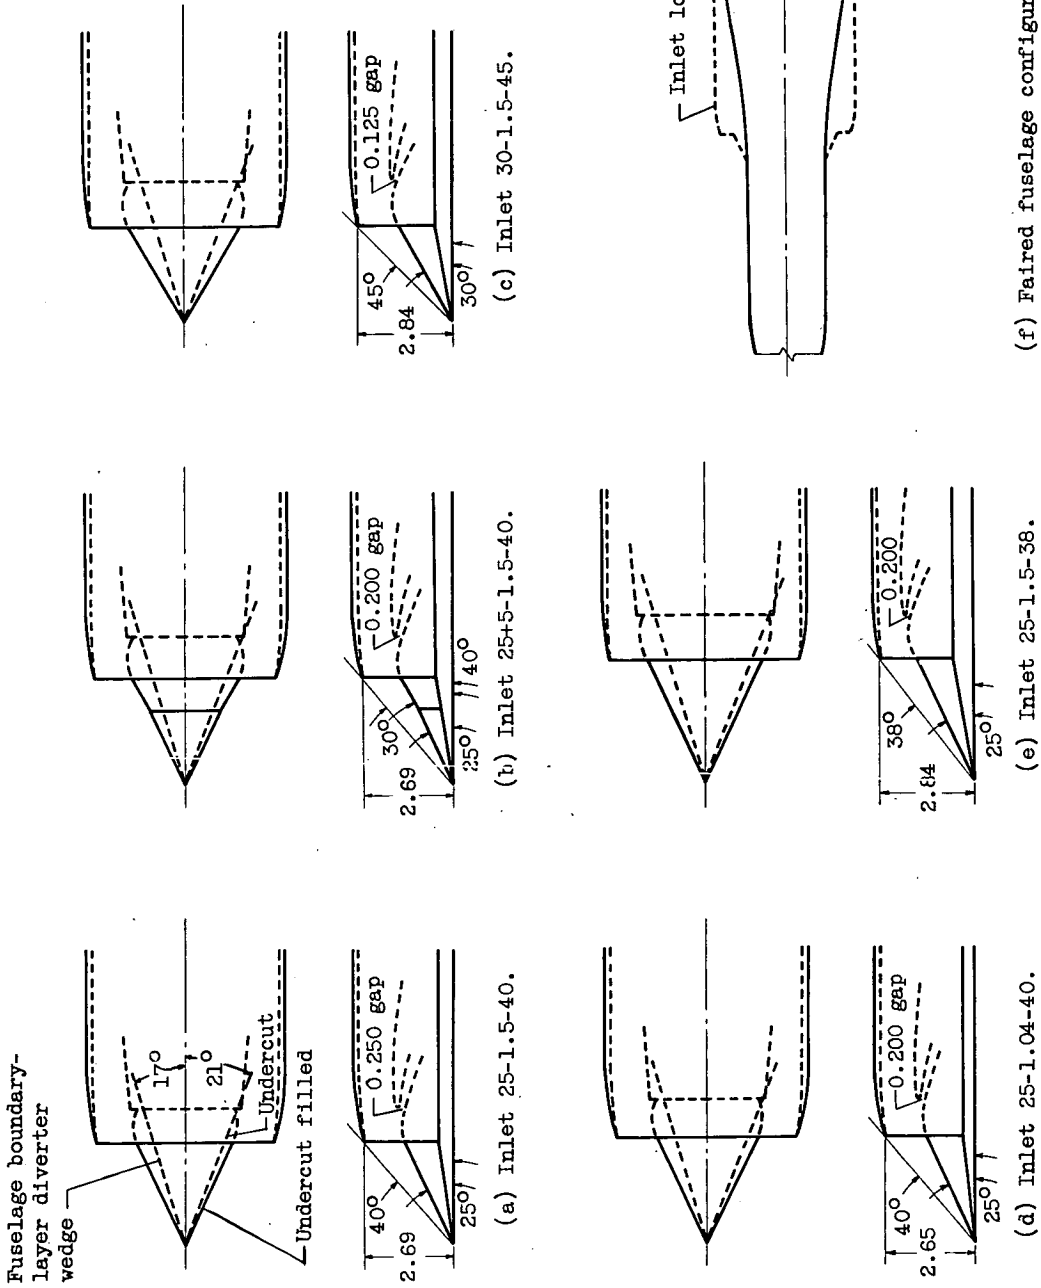 Fuselage boundary-
layer diverter
wedge
17°
21°
Undercut
Undercut filled
0.250 gap
40°
2.69
25°
(a) Inlet 25-1.5-40.
0.200 gap
30°
2.69
25°
40°
(b) Inlet 25+5-1.5-40.
0.125 gap
45°
2.84
30°
(c) Inlet 30-1.5-45.
0.200 gap
40°
2.65
25°
(d) Inlet 25-1.04-40.
0.200
38°
2.84
25°
(e) Inlet 25-1.5-38.
Inlet lo
(f) Faired fuselage configur